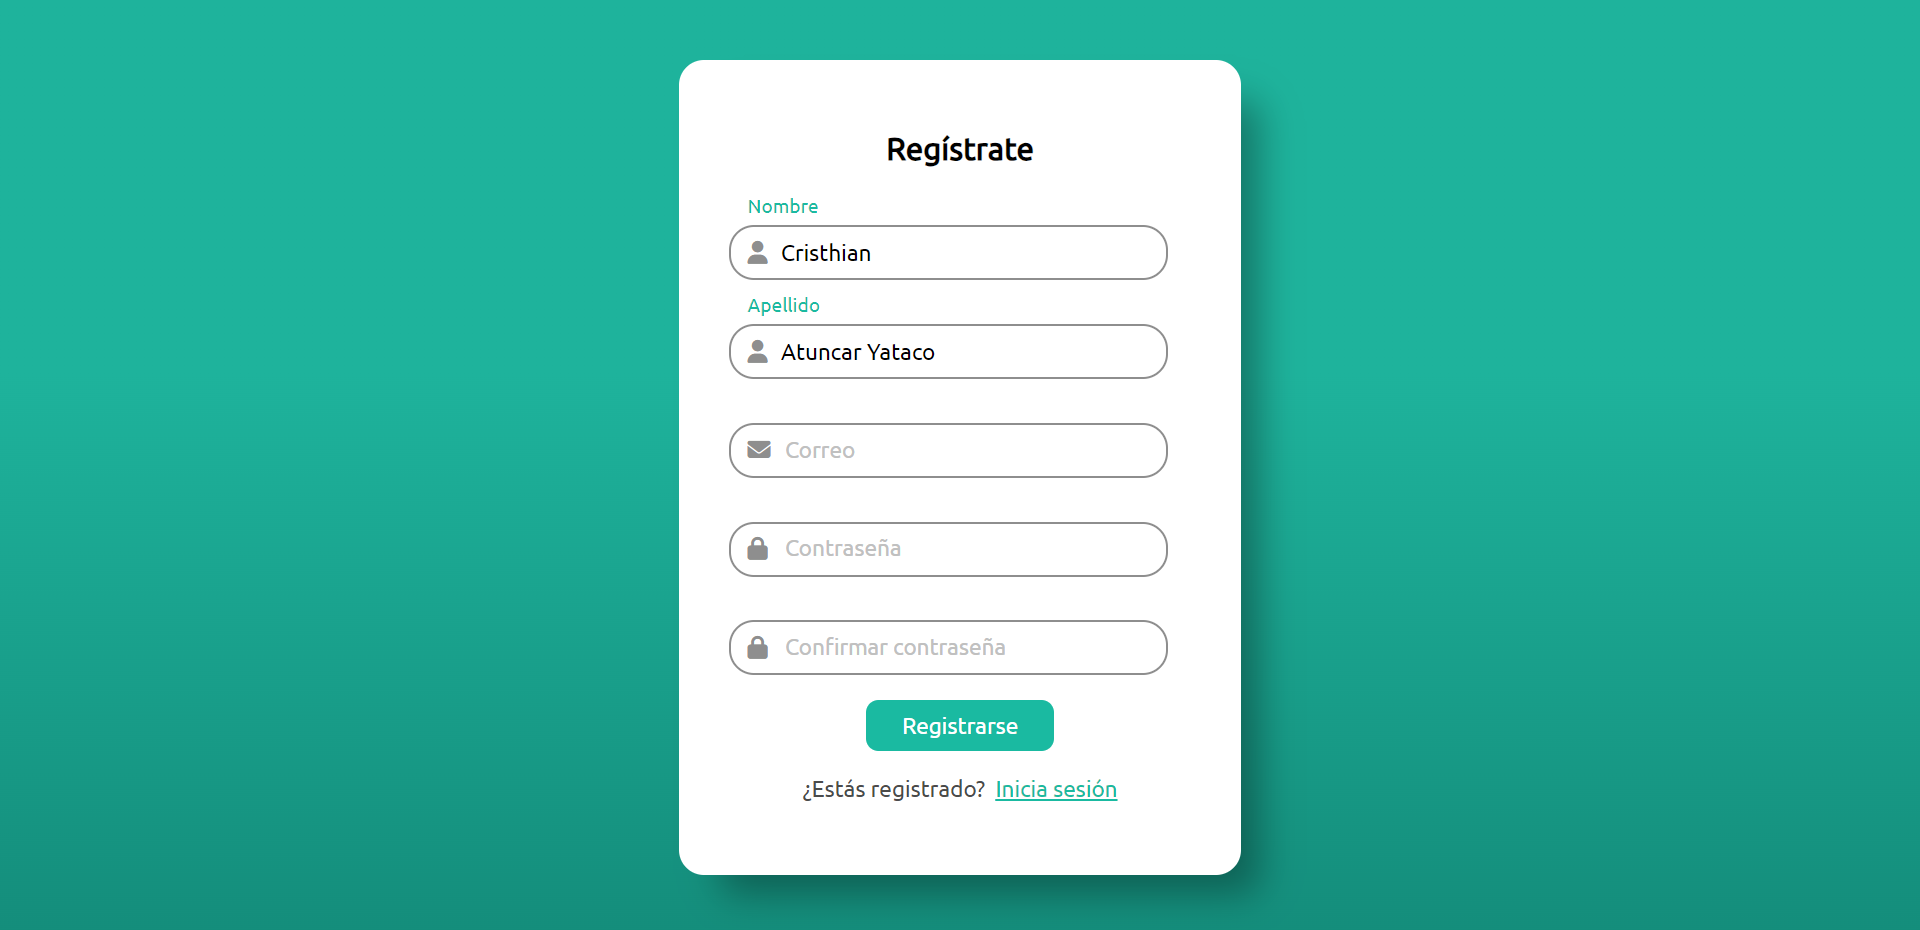 Regístrate
Nombre
Cristhian
Apellido
Atuncar Yataco
Correo
Contraseña
Confirmar contraseña
Registrarse
¿Estás registrado? Inicia sesión